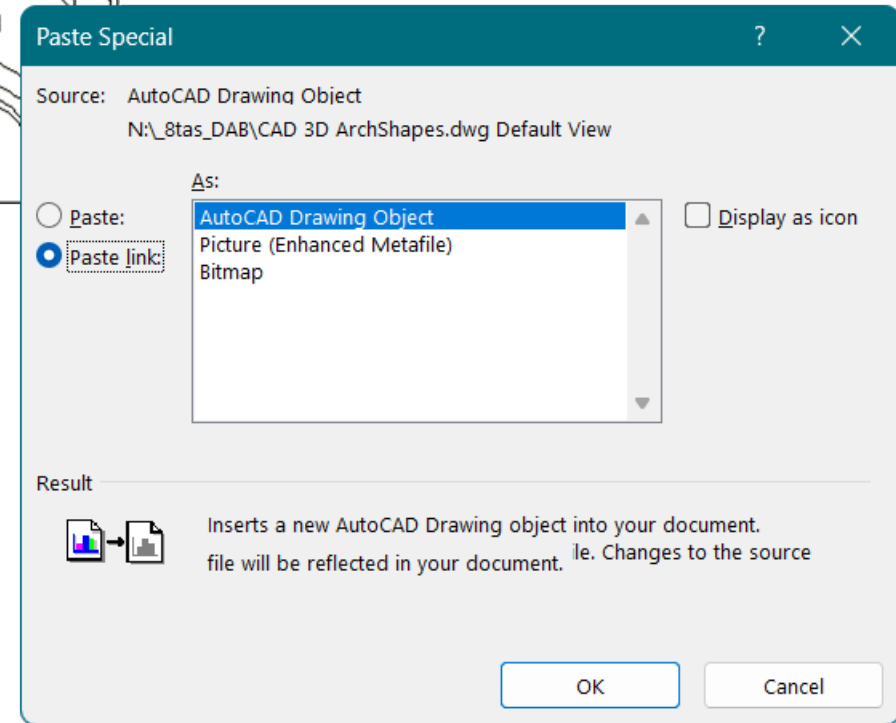 Paste Special
?
Source: AutoCAD Drawing Object
N:\_8tas_DAB\CAD 3D ArchShapes.dwg Default View
As:
Paste:
Paste link:
AutoCAD Drawing Object
Picture (Enhanced Metafile)
Bitmap
Display as icon
Result
Inserts a new AutoCAD Drawing object into your document.
file will be reflected in your document. ile. Changes to the source
OK
Cancel